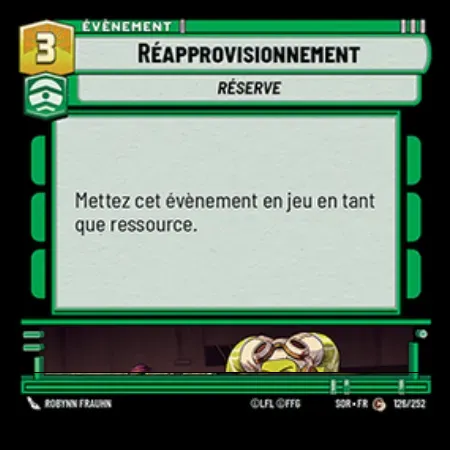 ÉVÈNEMENT
3
RÉAPPROVISIONNEMENT
RÉSERVE
Mettez cet évènement en jeu en tant
que ressource.
ROBYNN FRAUHN
©LFL ©FFG
SOR • FR
126/252